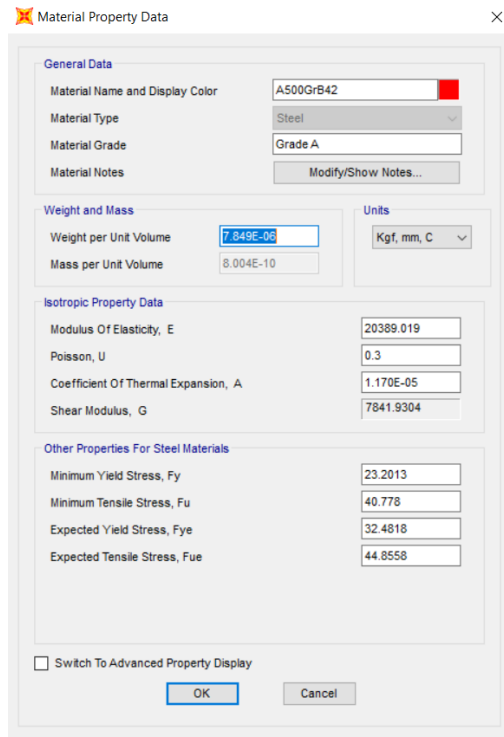 Material Property Data
General Data
Material Name and Display Color A500GrB42
Material Type Steel
Material Grade Grade A
Material Notes Modify/Show Notes...
Weight and Mass Units
Weight per Unit Volume 7.849E-06 Kgf, mm, C
Mass per Unit Volume 8.004E-10
Isotropic Property Data
Modulus Of Elasticity, E 20389.019
Poisson, U 0.3
Coefficient Of Thermal Expansion, A 1.170E-05
Shear Modulus, G 7841.9304
Other Properties For Steel Materials
Minimum Yield Stress, Fy 23.2013
Minimum Tensile Stress, Fu 40.778
Expected Yield Stress, Fye 32.4818
Expected Tensile Stress, Fue 44.8558
Switch To Advanced Property Display
OK Cancel